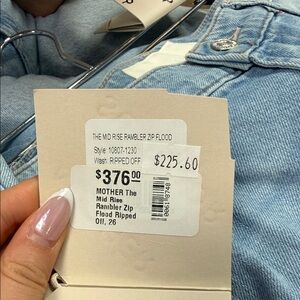 THE MID RISE RAMBLER ZIP FLOOD
Style: 10807-1230
Wash: RIPPED OFF
$225.60
$376.00
MOTHER The
Mid Rise
Rambler Zip
Flood Ripped
Off, 26